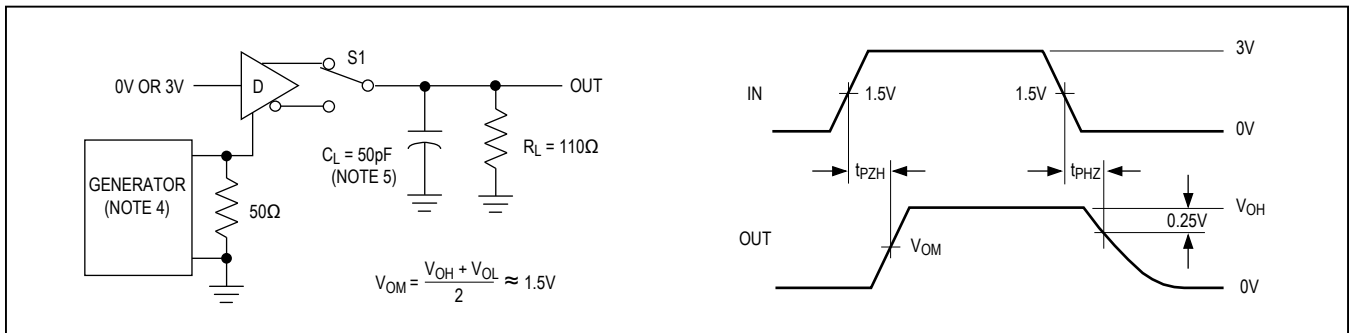 S1
0V OR 3V
D
OUT
GENERATOR
(NOTE 4)
50Ω
C_L = 50pF
(NOTE 5)
R_L = 110Ω
V_OM = (V_OH + V_OL) / 2 ≈ 1.5V
IN
1.5V
1.5V
3V
0V
t_PZH
t_PHZ
OUT
V_OM
V_OH
0.25V
0V